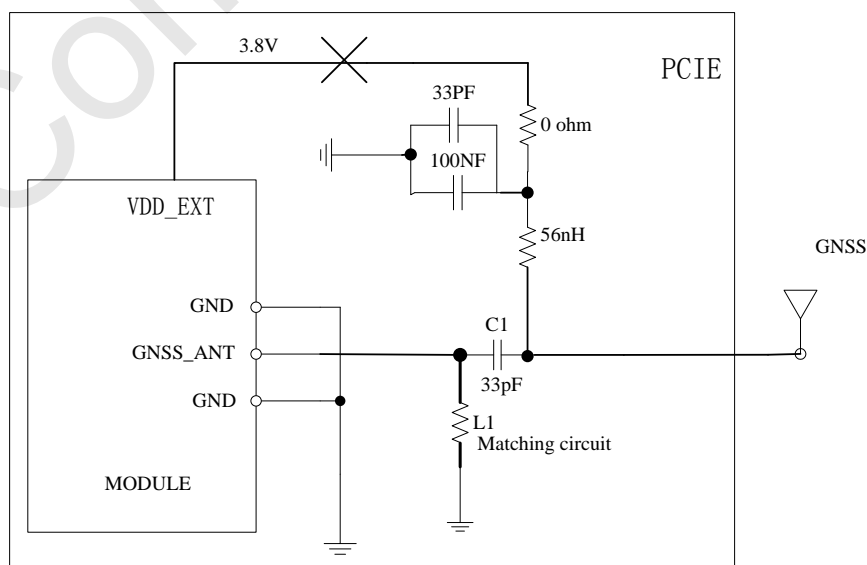 3.8V
PCIE
33PF
0 ohm
100NF
VDD_EXT
56nH
GNSS
GND
C1
GNSS_ANT
33pF
GND
L1
Matching circuit
MODULE
Con